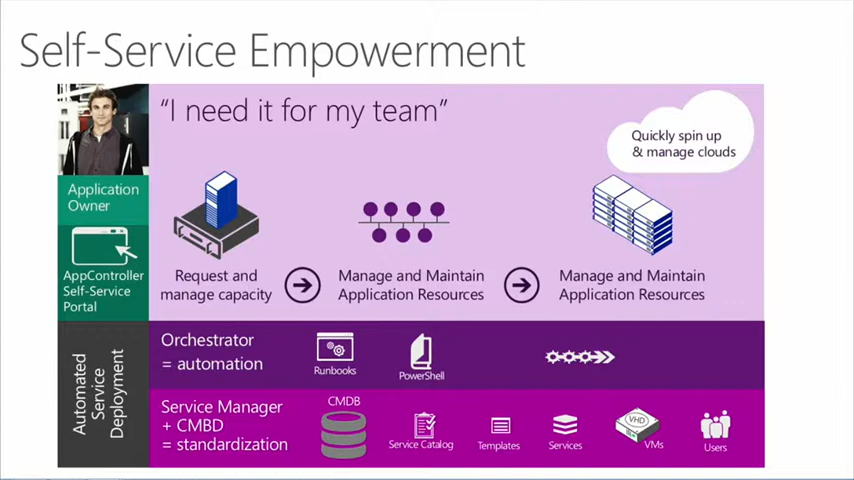 Self-Service Empowerment
"I need it for my team"
Quickly spin up
& manage clouds
Application
Owner
AppController
Self-Service
Portal
Request and
manage capacity
Manage and Maintain
Application Resources
Manage and Maintain
Application Resources
Automated
Service
Deployment
Orchestrator
= automation
Runbooks
PowerShell
Service Manager
+ CMBD
= standardization
CMDB
Service Catalog
Templates
Services
VHD
VMs
Users